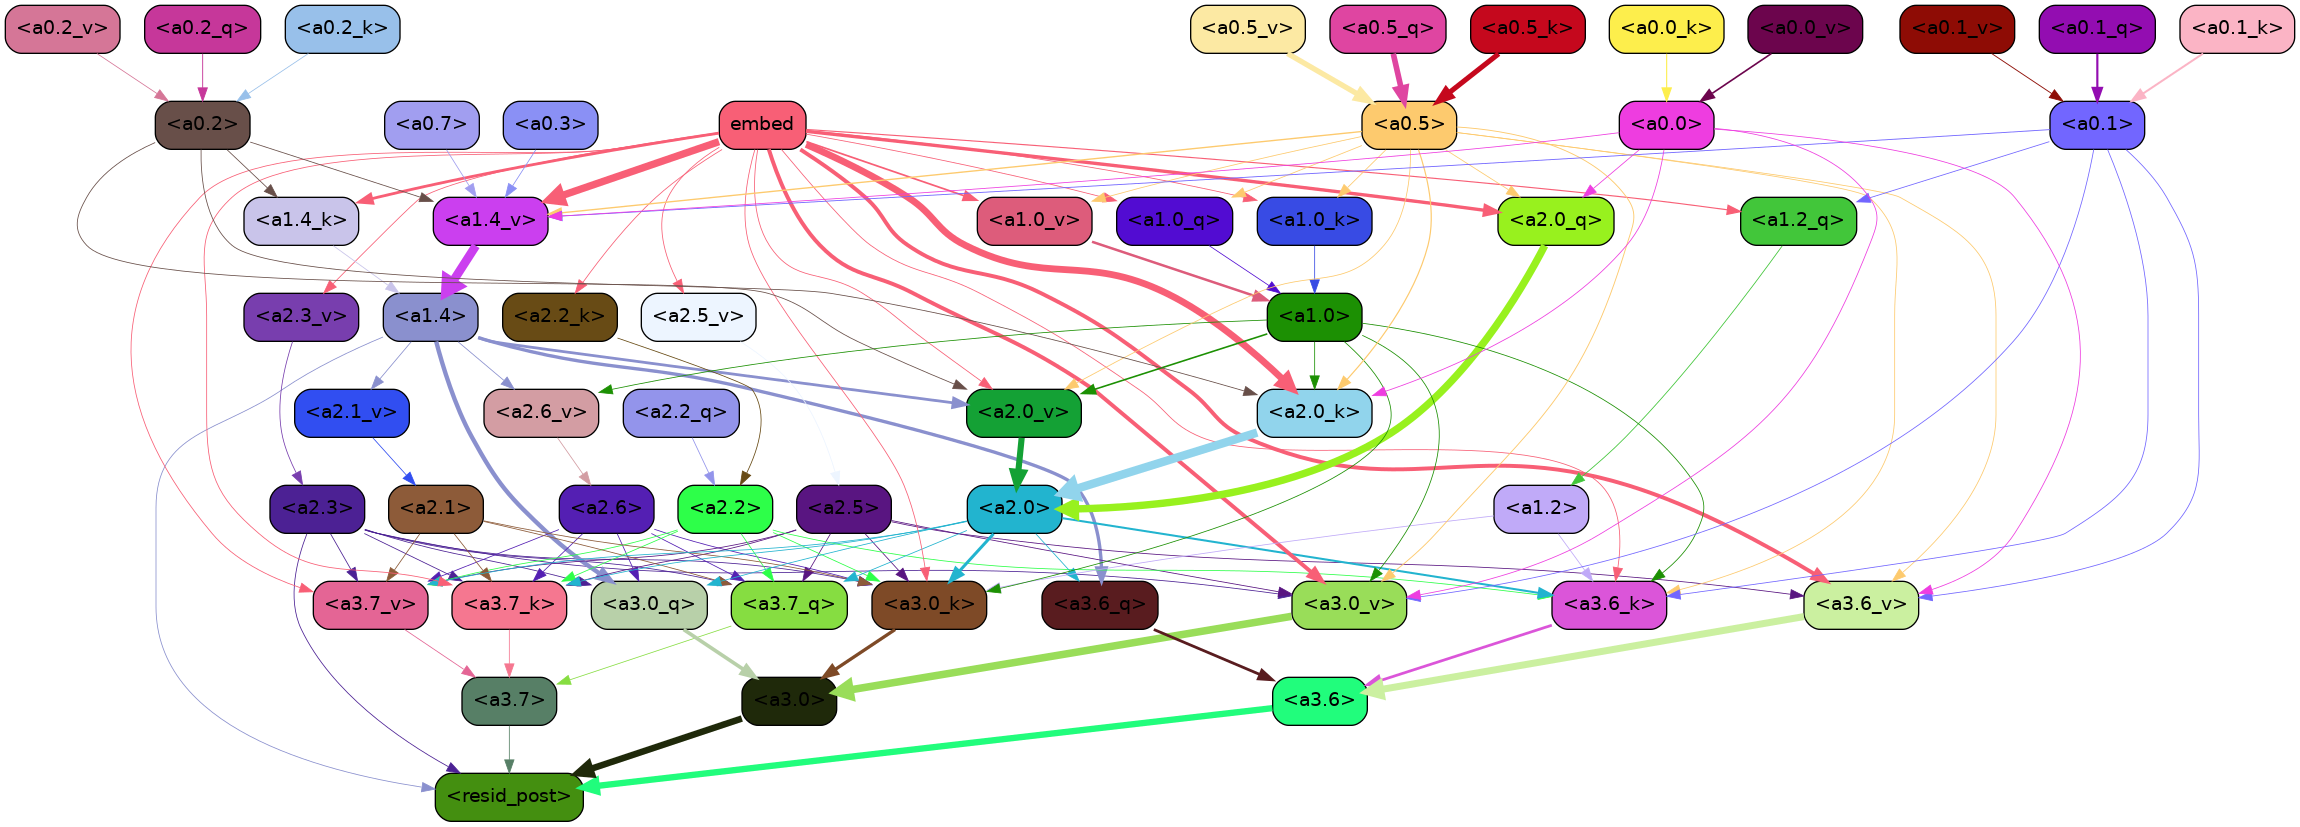 <a0.2_v> <a0.2_q> <a0.2_k> <a0.5_v> <a0.5_q> <a0.5_k> <a0.0_k> <a0.0_v> <a0.1_v> <a0.1_q> <a0.1_k>
<a0.2> <a0.7> <a0.3> embed <a0.5> <a0.0> <a0.1>
<a1.4_k> <a1.4_v> <a1.0_v> <a1.0_q> <a1.0_k> <a2.0_q> <a1.2_q>
<a2.3_v> <a1.4> <a2.2_k> <a2.5_v> <a1.0>
<a2.1_v> <a2.6_v> <a2.2_q> <a2.0_v> <a2.0_k>
<a2.3> <a2.1> <a2.6> <a2.2> <a2.5> <a2.0> <a1.2>
<a3.7_v> <a3.7_k> <a3.0_q> <a3.7_q> <a3.0_k> <a3.6_q> <a3.0_v> <a3.6_k> <a3.6_v>
<a3.7> <a3.0> <a3.6>
<resid_post>